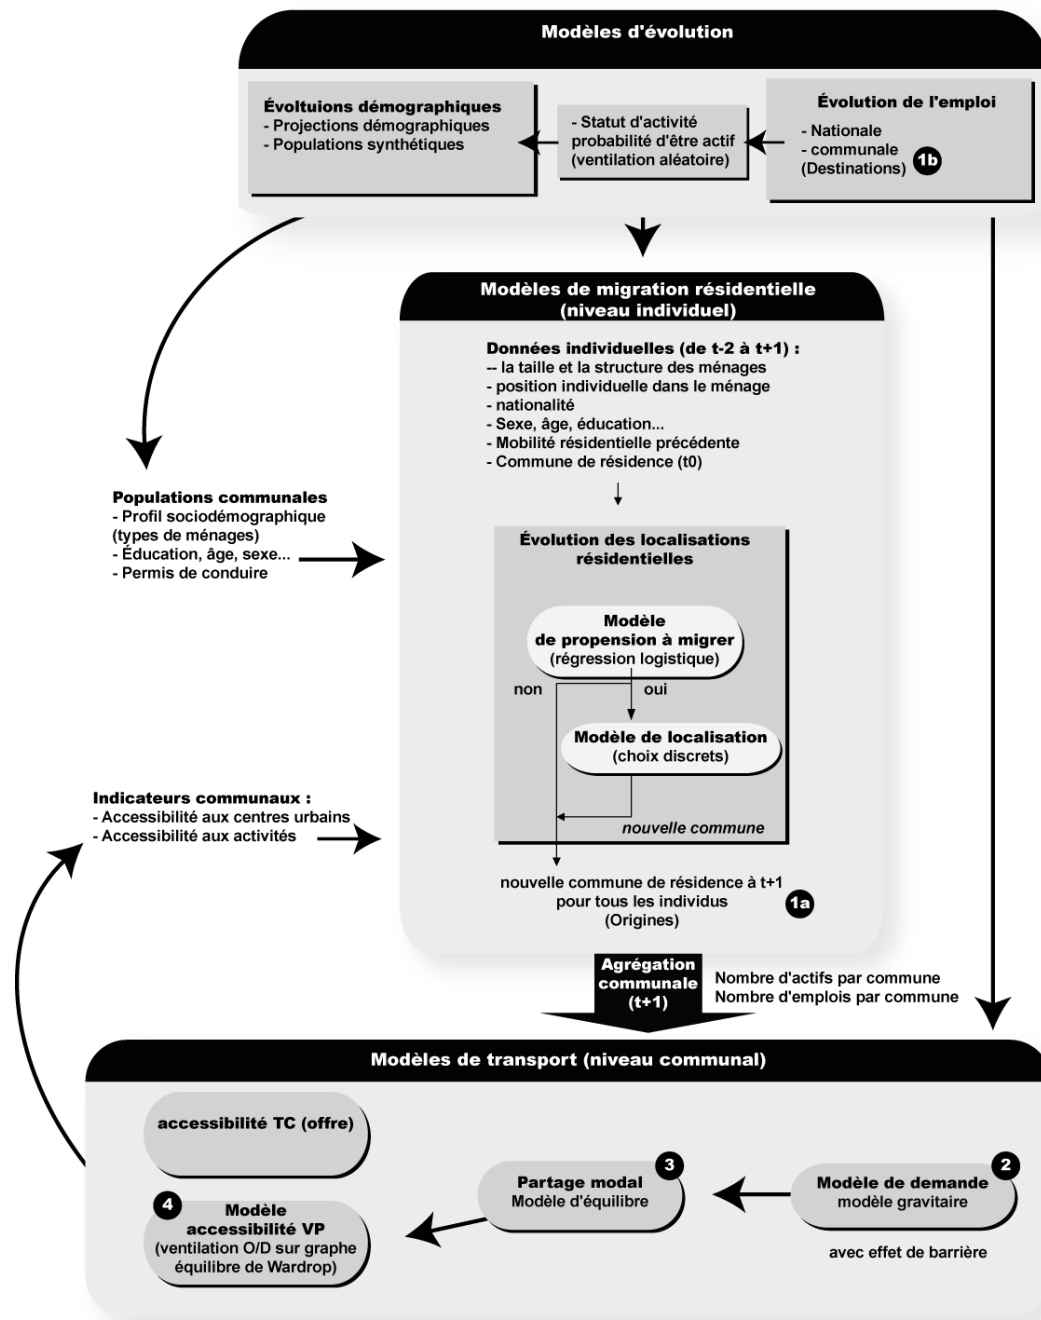 Modèles d'évolution
Évoltuions démographiques
- Projections démographiques
- Populations synthétiques
- Statut d'activité
probabilité d'être actif
(ventilation aléatoire)
Évolution de l'emploi
- Nationale
- communale
(Destinations)
1b
Modèles de migration résidentielle
(niveau individuel)
Données individuelles (de t-2 à t+1) :
-- la taille et la structure des ménages
- position individuelle dans le ménage
- nationalité
- Sexe, âge, éducation...
- Mobilité résidentielle précédente
- Commune de résidence (t0)
Populations communales
- Profil sociodémographique
(types de ménages)
- Éducation, âge, sexe...
- Permis de conduire
Évolution des localisations
résidentielles
Modèle
de propension à migrer
(régression logistique)
non
oui
Modèle de localisation
(choix discrets)
nouvelle commune
Indicateurs communaux :
- Accessibilité aux centres urbains
- Accessibilité aux activités
nouvelle commune de résidence à t+1
pour tous les individus
(Origines)
1a
Agrégation
communale
(t+1)
Nombre d'actifs par commune
Nombre d'emplois par commune
Modèles de transport (niveau communal)
accessibilité TC (offre)
4
Modèle
accessibilité VP
(ventilation O/D sur graphe
équilibre de Wardrop)
3
Partage modal
Modèle d'équilibre
2
Modèle de demande
modèle gravitaire
avec effet de barrière